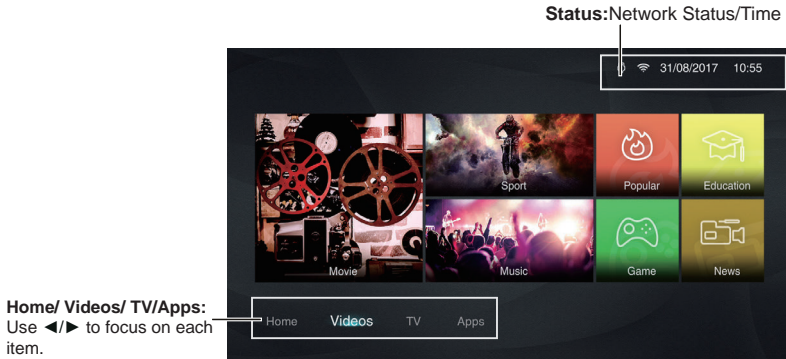 Status:Network Status/Time
31/08/2017 10:55
Sport
Popular
Education
Movie
Music
Game
News
Home/ Videos/ TV/Apps:
Use ◄/► to focus on each
item.
Home Videos TV Apps